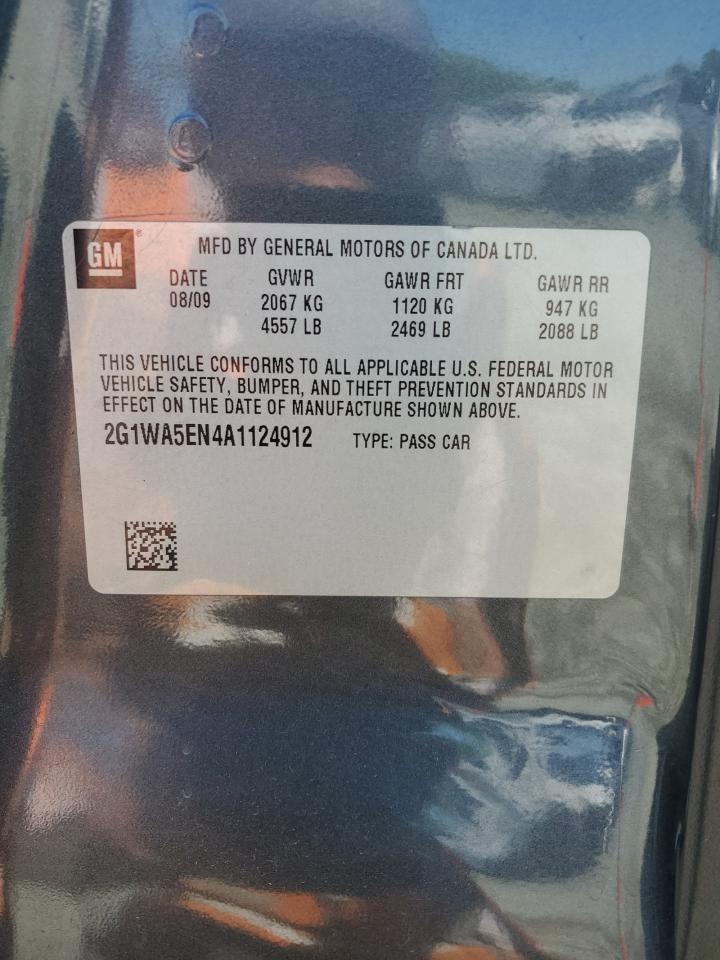 GM
MFD BY GENERAL MOTORS OF CANADA LTD.
DATE GVWR GAWR FRT GAWR RR
08/09 2067 KG 1120 KG 947 KG
4557 LB 2469 LB 2088 LB
THIS VEHICLE CONFORMS TO ALL APPLICABLE U.S. FEDERAL MOTOR
VEHICLE SAFETY, BUMPER, AND THEFT PREVENTION STANDARDS IN
EFFECT ON THE DATE OF MANUFACTURE SHOWN ABOVE.
2G1WA5EN4A1124912 TYPE: PASS CAR